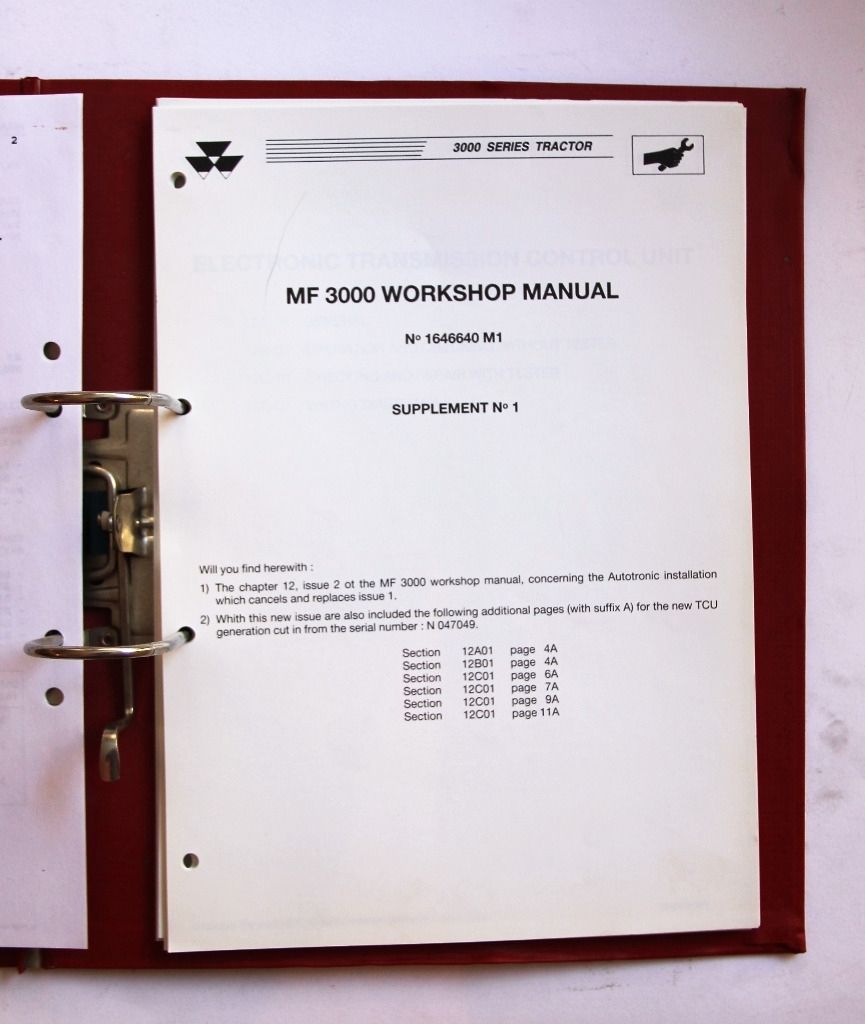 2
3000 SERIES TRACTOR
ELECTRONIC TRANSMISSION CONTROL UNIT
MF 3000 WORKSHOP MANUAL
Nº 1646640 M1
SUPPLEMENT Nº 1
Will you find herewith :
1) The chapter 12, issue 2 ot the MF 3000 workshop manual, concerning the Autotronic installation
which cancels and replaces issue 1.
2) Whith this new issue are also included the following additional pages (with suffix A) for the new TCU
generation cut in from the serial number : N 047049.
Section 12A01 page 4A
Section 12B01 page 4A
Section 12C01 page 6A
Section 12C01 page 7A
Section 12C01 page 9A
Section 12C01 page 11A